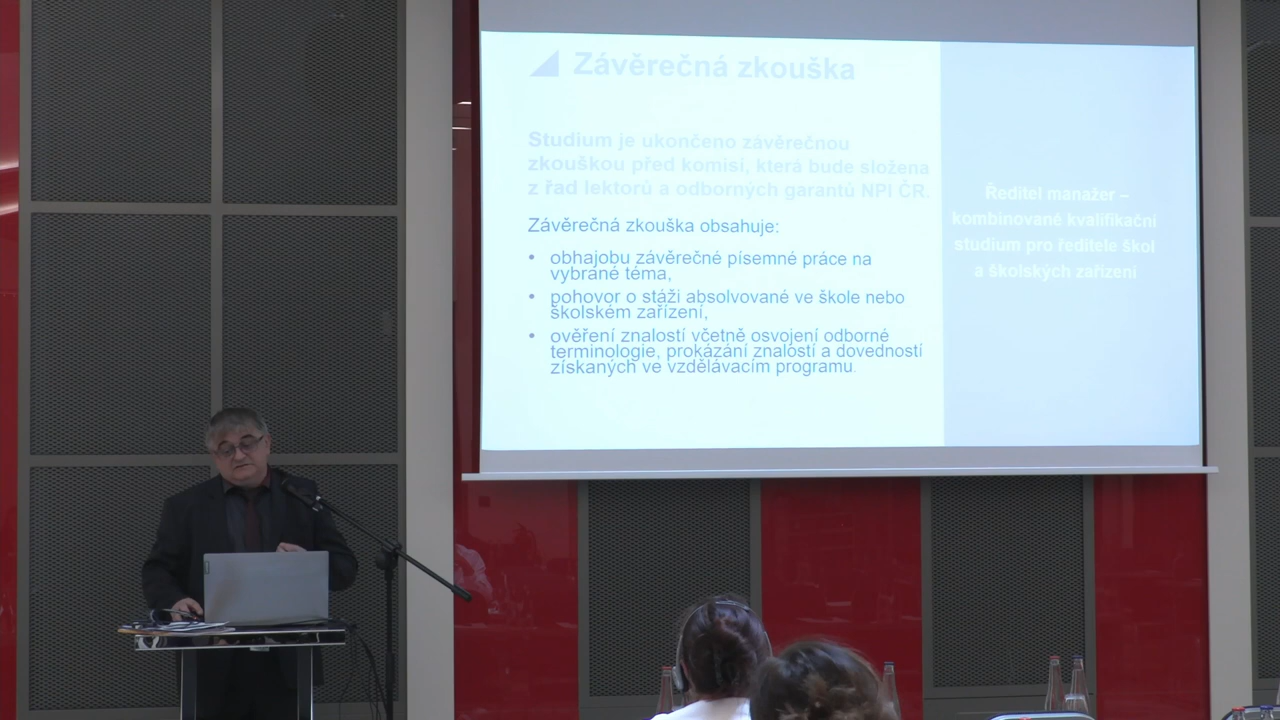 Závěrečná zkouška
Studium je ukončeno závěrečnou
zkouškou před komisí, která bude složena
z řad lektorů a odborných garantů NPI ČR.
Závěrečná zkouška obsahuje:
• obhajobu závěrečné písemné práce na
vybrané téma,
• pohovor o stáži absolvované ve škole nebo
školském zařízení,
• ověření znalostí včetně osvojení odborné
terminologie, prokázání znalostí a dovedností
získaných ve vzdělávacím programu.
Ředitel manažer –
kombinované kvalifikační
studium pro ředitele škol
a školských zařízení